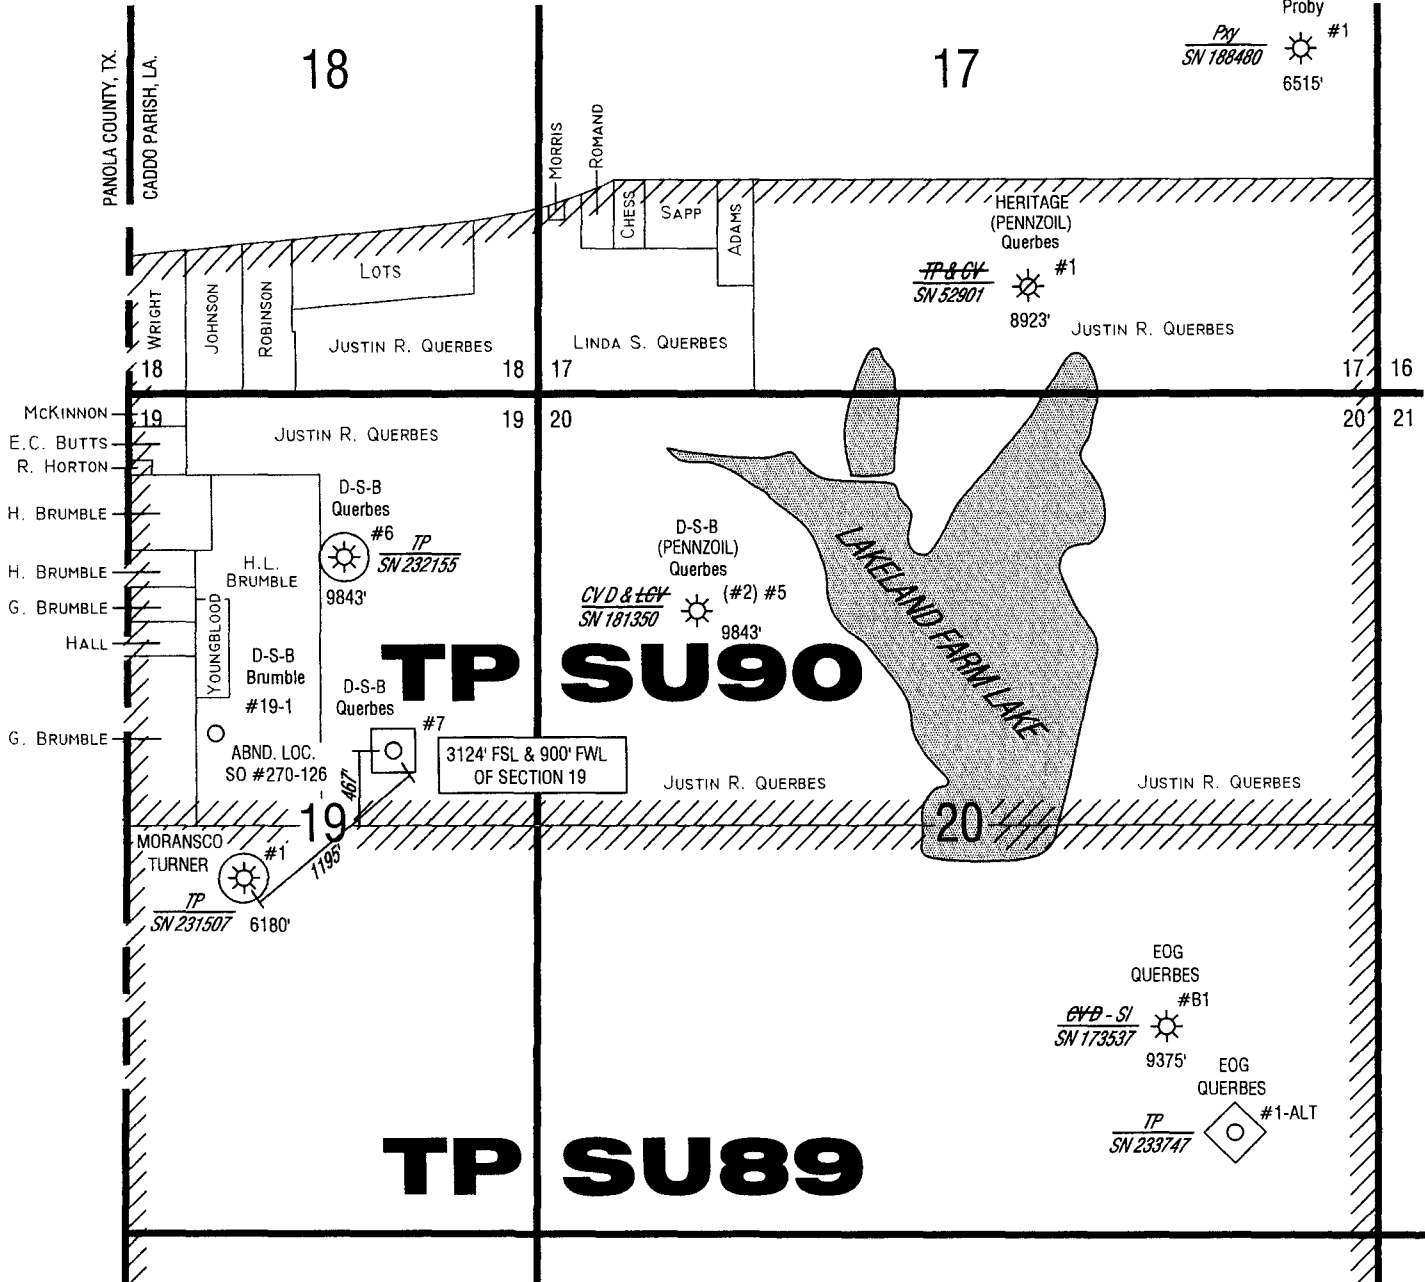 PANOLA COUNTY, TX.
CADDO PARISH, LA.
18
17
Proby
#1
Pxy
SN 188480
6515'
MORRIS
ROMAND
CHESS
SAPP
ADAMS
HERITAGE
(PENNZOIL)
Querbes
#1
TP & CV
SN 52901
8923'
JUSTIN R. QUERBES
WRIGHT
JOHNSON
ROBINSON
LOTS
JUSTIN R. QUERBES
LINDA S. QUERBES
18
18
17
17
16
19
19
20
20
21
MCKINNON
E.C. BUTTS
R. HORTON
H. BRUMBLE
H. BRUMBLE
G. BRUMBLE
HALL
G. BRUMBLE
JUSTIN R. QUERBES
D-S-B
Querbes
#6
TP
SN 232155
9843'
H.L.
BRUMBLE
YOUNGBLOOD
D-S-B
Brumble
#19-1
ABND. LOC.
SO #270-126
D-S-B
(PENNZOIL)
Querbes
(#2) #5
CV D & LCV
SN 181350
9843'
LAKELAND FARM LAKE
TP SU90
D-S-B
Querbes
#7
3124' FSL & 900' FWL
OF SECTION 19
467'
JUSTIN R. QUERBES
JUSTIN R. QUERBES
19
20
MORANSCO
TURNER
#1
1195'
TP
SN 231507
6180'
EOG
QUERBES
#B1
CVD - SI
SN 173537
9375'
EOG
QUERBES
#1-ALT
TP
SN 233747
TP SU89